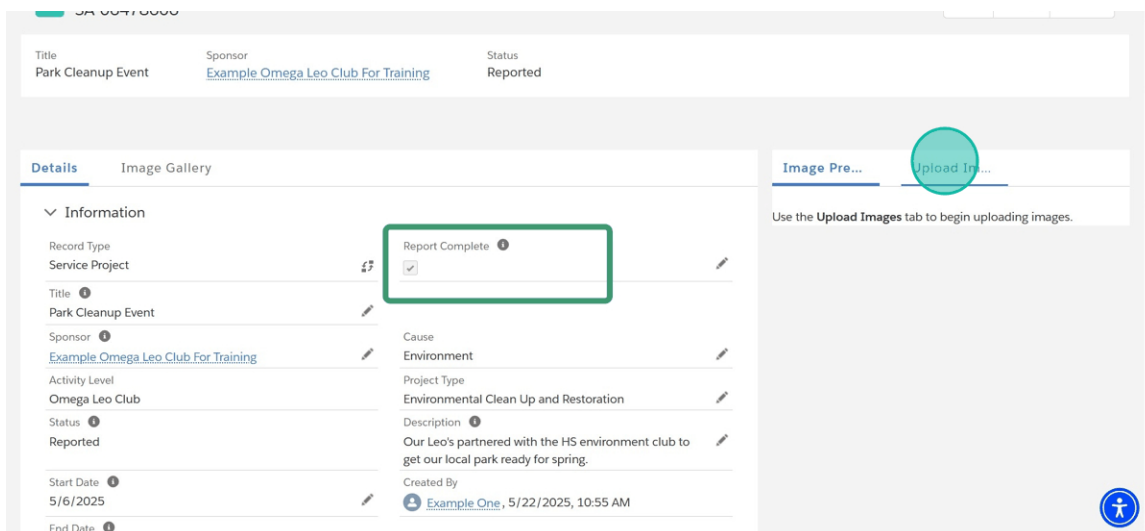 Title
Park Cleanup Event
Sponsor
Example Omega Leo Club For Training
Status
Reported
Details
Image Gallery
Image Pre...
Upload Im...
Use the Upload Images tab to begin uploading images.
Information
Record Type
Service Project
Report Complete
Title
Park Cleanup Event
Sponsor
Example Omega Leo Club For Training
Cause
Environment
Activity Level
Omega Leo Club
Project Type
Environmental Clean Up and Restoration
Status
Reported
Description
Our Leo's partnered with the HS environment club to
get our local park ready for spring.
Start Date
5/6/2025
Created By
Example One, 5/22/2025, 10:55 AM
End Date